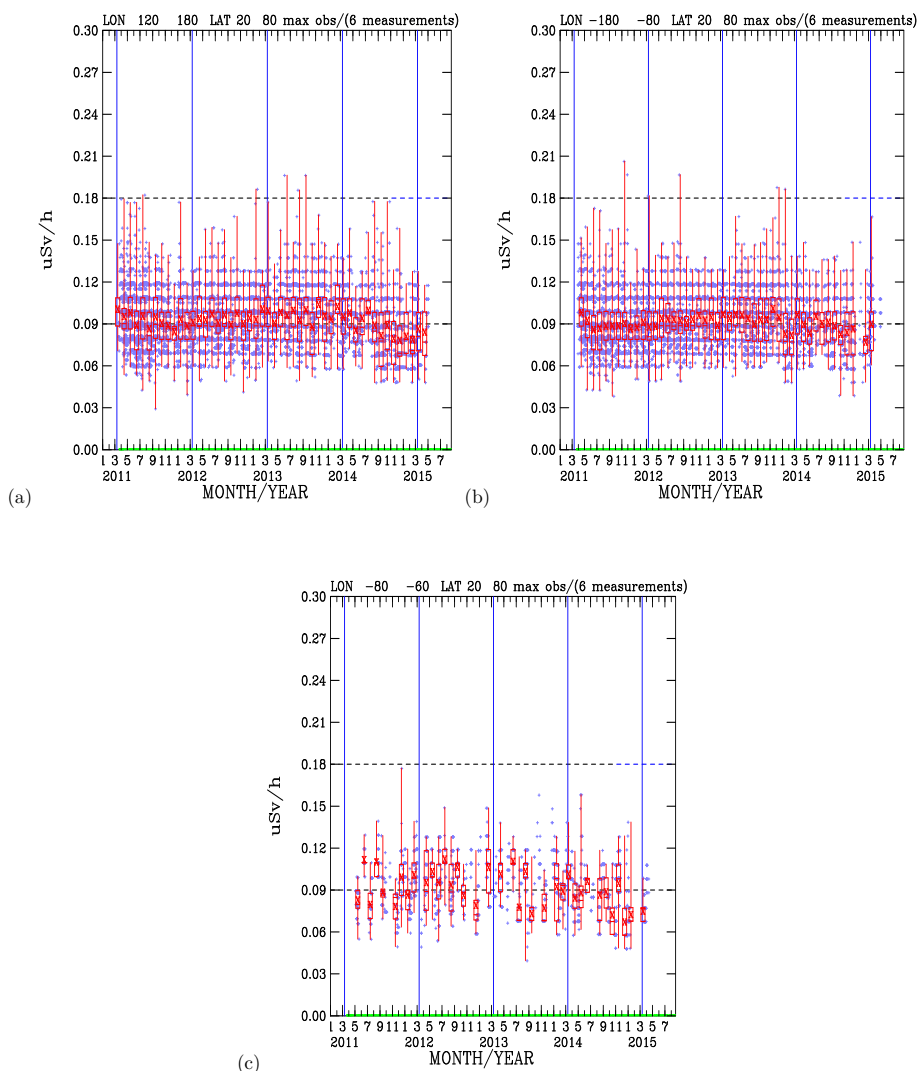 LON 120 180 LAT 20 80 max obs/(6 measurements)
0.30
0.27
0.24
0.21
0.18
0.15
0.12
0.09
0.06
0.03
0.00
uSv/h
1 3 5 7 9 11 1 3 5 7 9 11 1 3 5 7 9 11 1 3 5 7 9 11 1 3 5 7
2011 2012 2013 2014 2015
MONTH/YEAR
(a)
LON -180 -80 LAT 20 80 max obs/(6 measurements)
0.30
0.27
0.24
0.21
0.18
0.15
0.12
0.09
0.06
0.03
0.00
uSv/h
1 3 5 7 9 11 1 3 5 7 9 11 1 3 5 7 9 11 1 3 5 7 9 11 1 3 5 7
2011 2012 2013 2014 2015
MONTH/YEAR
(b)
LON -80 -60 LAT 20 80 max obs/(6 measurements)
0.30
0.27
0.24
0.21
0.18
0.15
0.12
0.09
0.06
0.03
0.00
uSv/h
1 3 5 7 9 11 1 3 5 7 9 11 1 3 5 7 9 11 1 3 5 7 9 11 1 3 5 7
2011 2012 2013 2014 2015
MONTH/YEAR
(c)